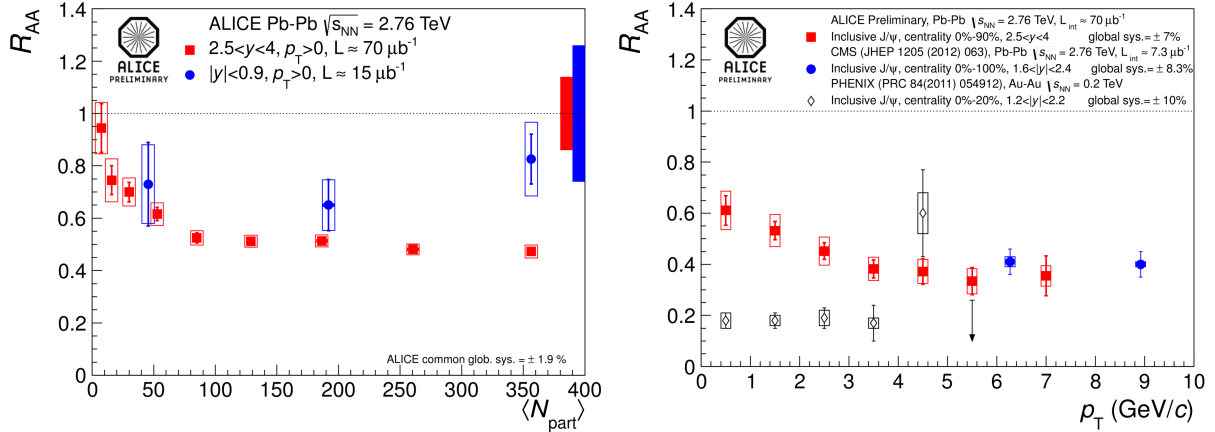 ALICE Pb-Pb √s_NN = 2.76 TeV
2.5<y<4, p_T>0, L ≈ 70 μb⁻¹
|y|<0.9, p_T>0, L ≈ 15 μb⁻¹
ALICE
PRELIMINARY
R_AA
1.4
1.2
1
0.8
0.6
0.4
0.2
0
ALICE common glob. sys. = ± 1.9 %
0 50 100 150 200 250 300 350 400
⟨N_part⟩
ALICE Preliminary, Pb-Pb √s_NN = 2.76 TeV, L_int ≈ 70 μb⁻¹
Inclusive J/ψ, centrality 0%-90%, 2.5<y<4 global sys.= ± 7%
CMS (JHEP 1205 (2012) 063), Pb-Pb √s_NN = 2.76 TeV, L_int ≈ 7.3 μb⁻¹
Inclusive J/ψ, centrality 0%-100%, 1.6<|y|<2.4 global sys.= ± 8.3%
PHENIX (PRC 84(2011) 054912), Au-Au √s_NN = 0.2 TeV
Inclusive J/ψ, centrality 0%-20%, 1.2<|y|<2.2 global sys.= ± 10%
ALICE
PRELIMINARY
R_AA
1.4
1.2
1
0.8
0.6
0.4
0.2
0
0 1 2 3 4 5 6 7 8 9 10
p_T (GeV/c)